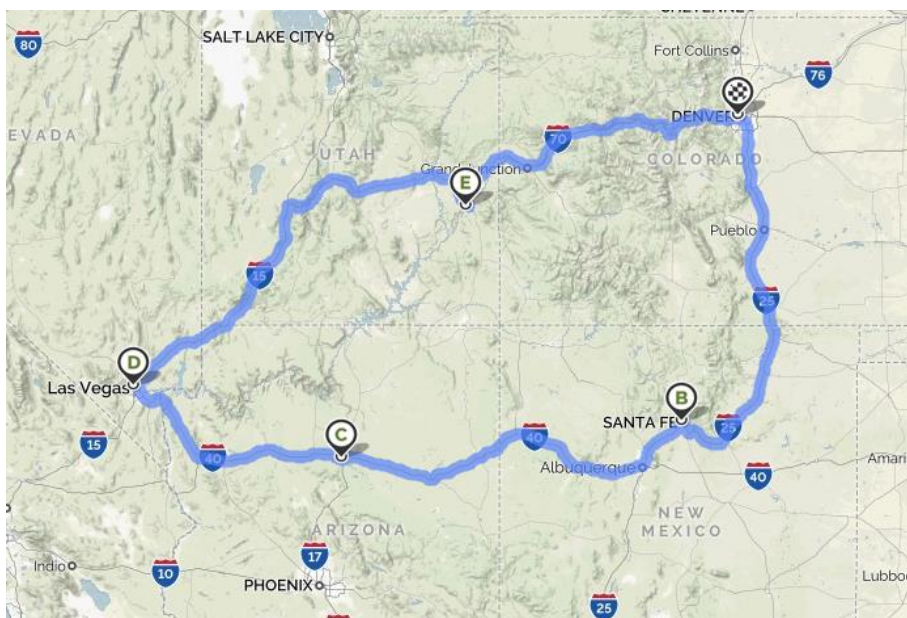 CHEYENNE
80
SALT LAKE CITY
Fort Collins
76
DENVER
EVADA
UTAH
70
COLORADO
Grand Junction
E
Pueblo
15
25
D
Las Vegas
B
SANTA FE
C
25
15
40
40
Albuquerque
40
Amari
ARIZONA
NEW
MEXICO
17
Indio
10
PHOENIX
25
Lubbo